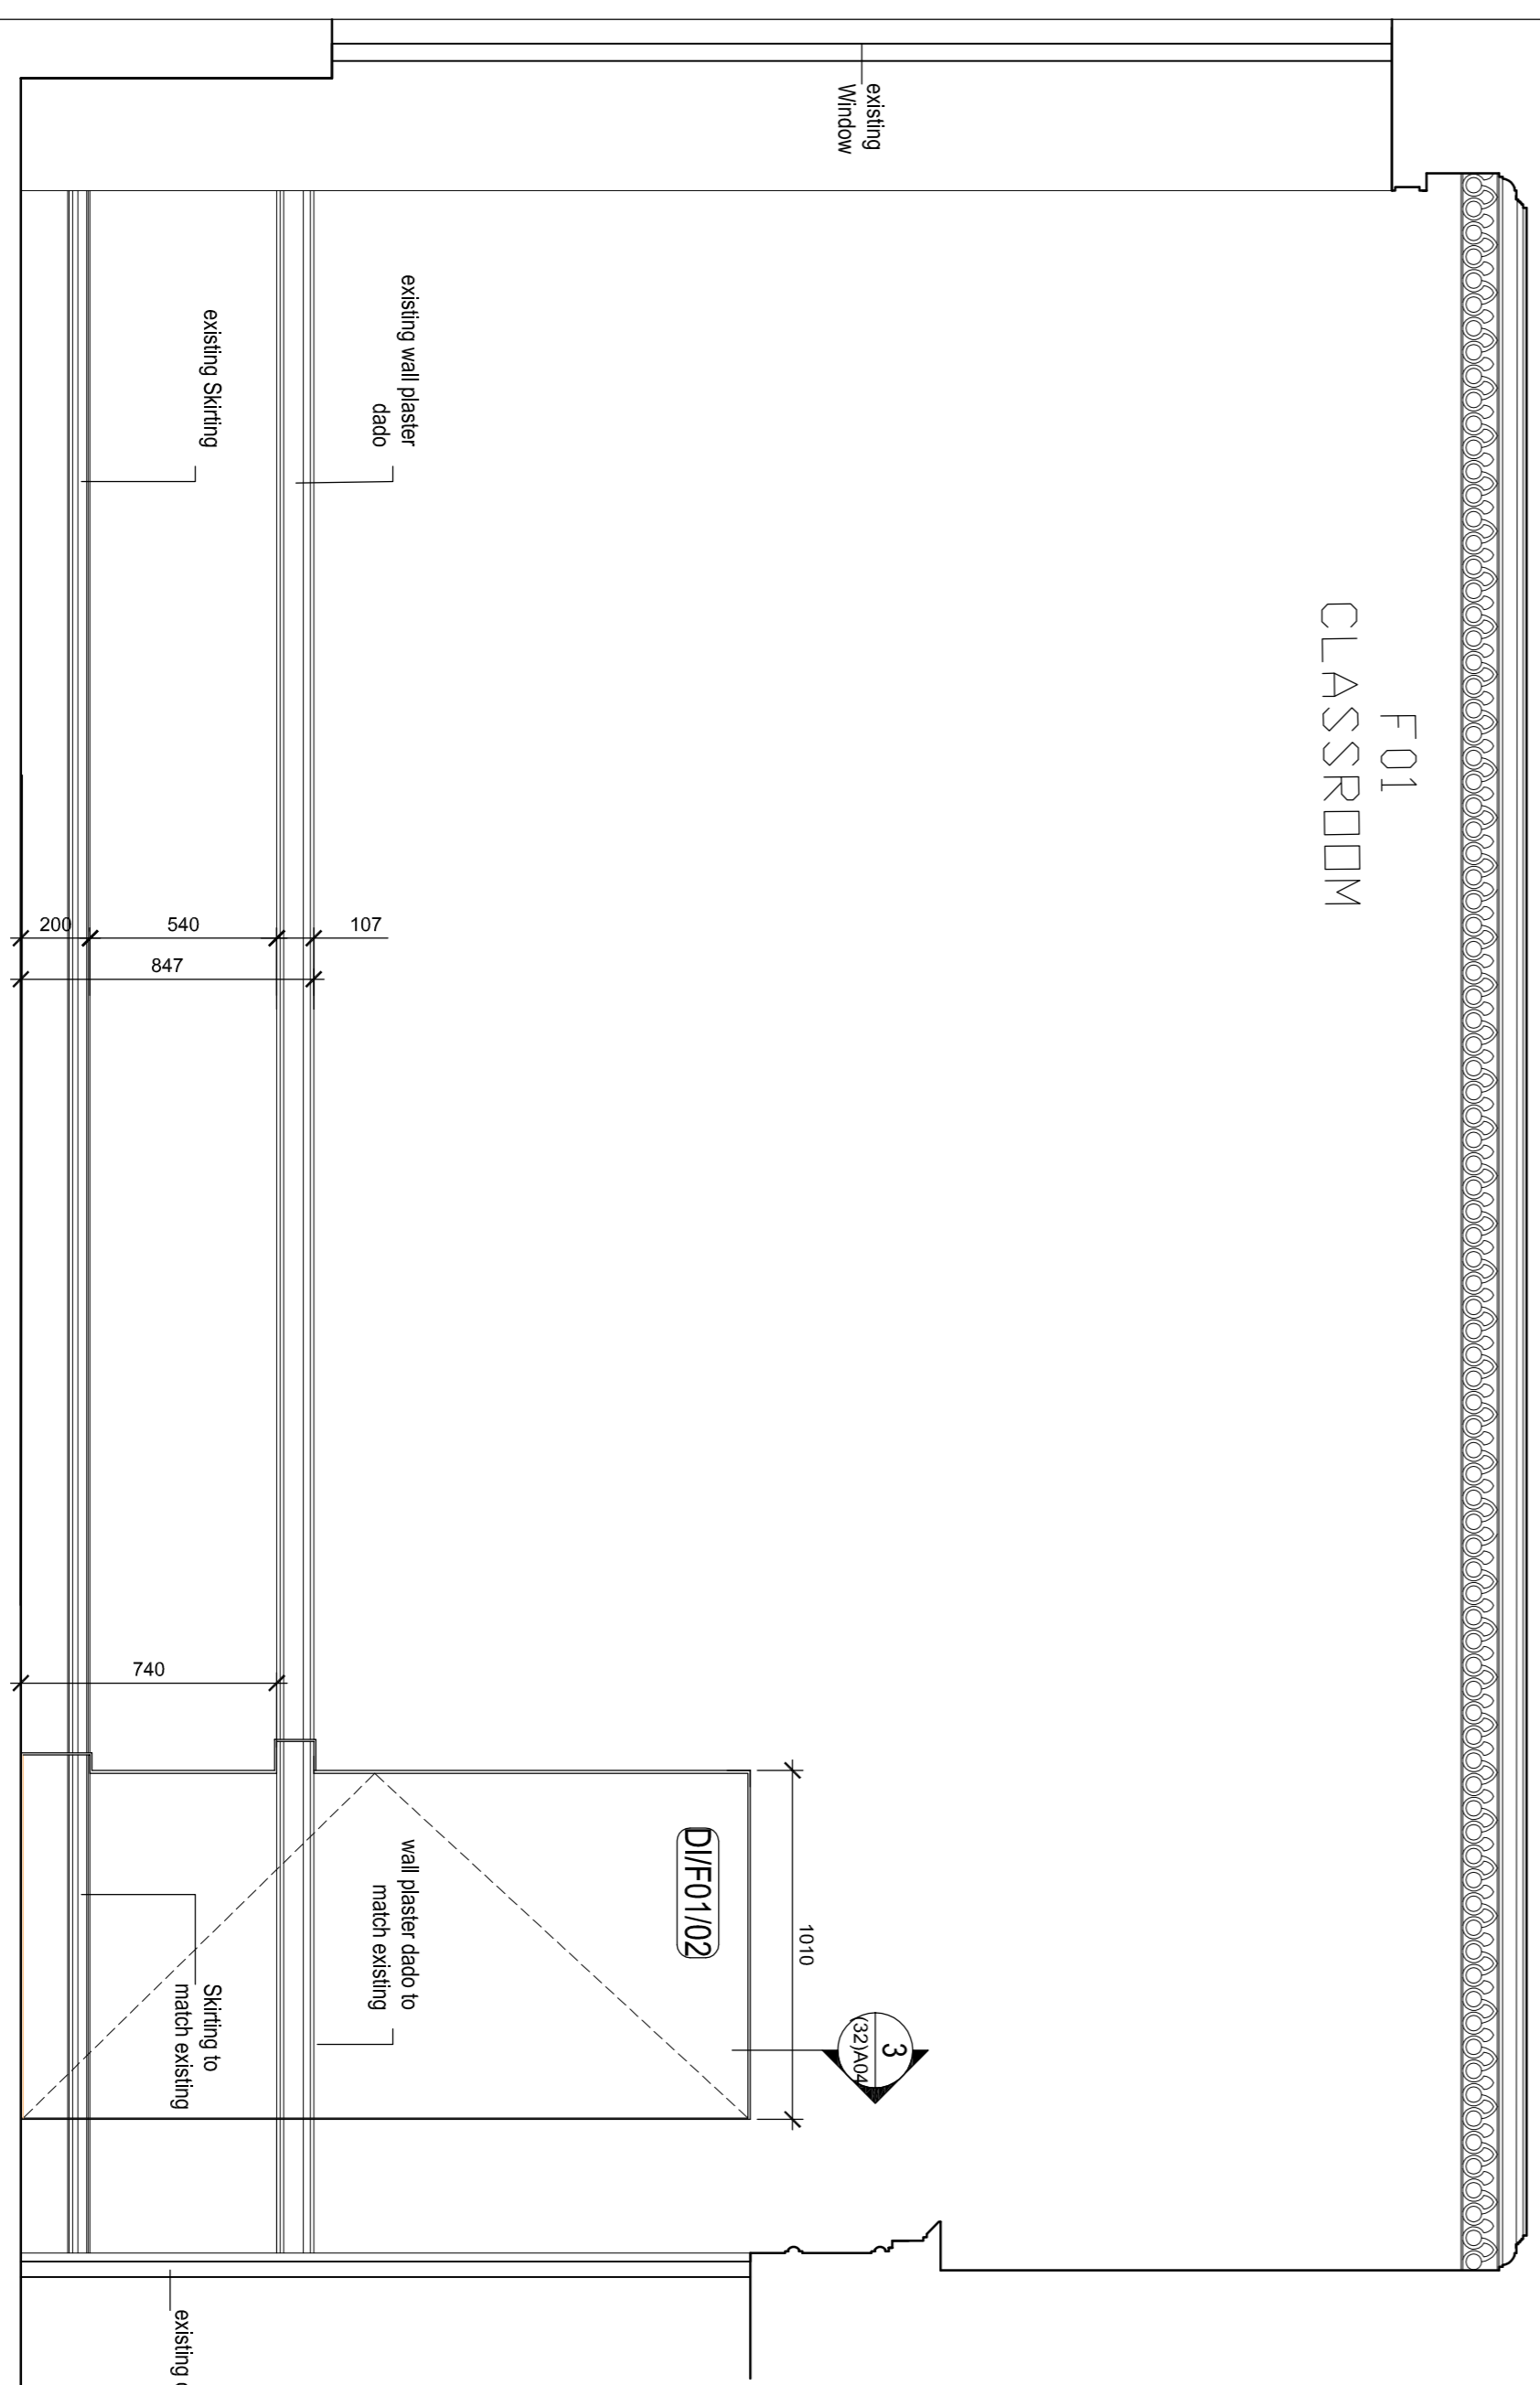 F01
CLASSROOM
existing
Window
3
(32)A04
1010
DI/F01/02
existing wall plaster
dado
wall plaster dado to
match existing
existing Skirting
Skirting to
match existing
107
540
200
847
740
existing